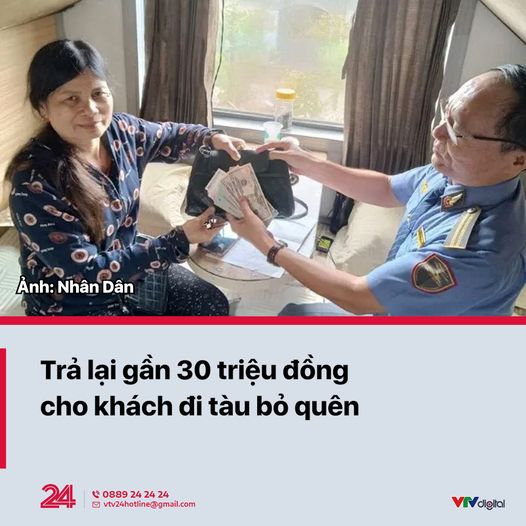 Ảnh: Nhân Dân
Trả lại gần 30 triệu đồng
cho khách đi tàu bỏ quên
24
0889 24 24 24
vtv24hotline@gmail.com
VTVdigital